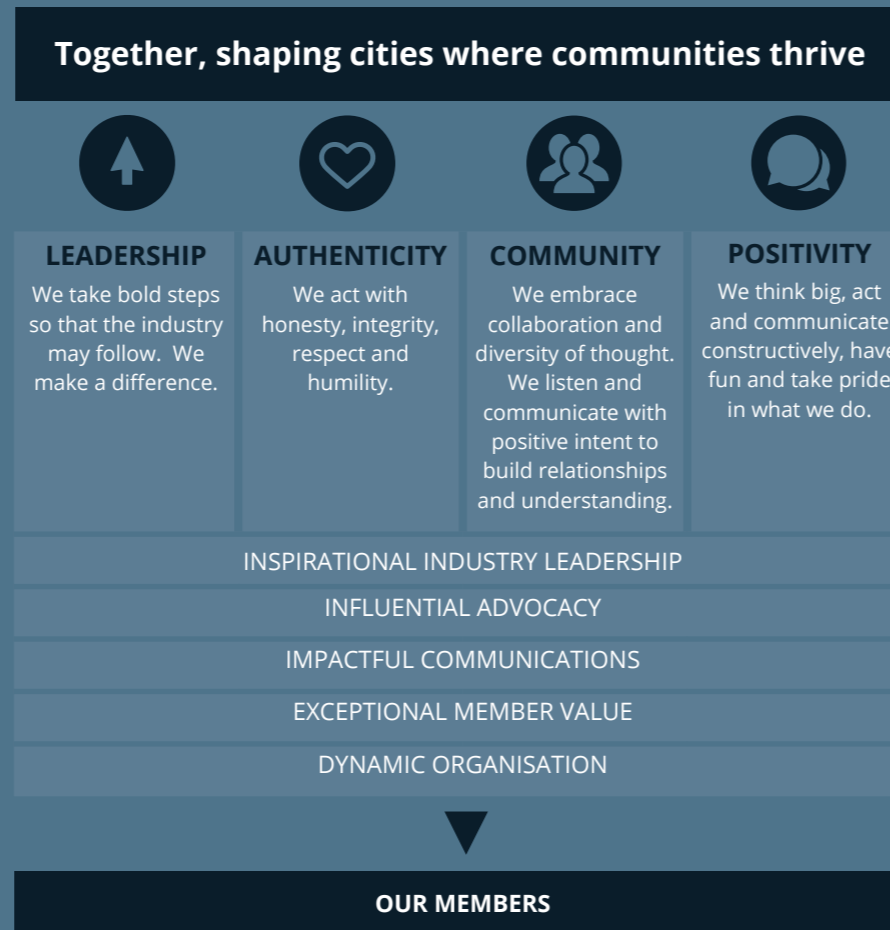 Together, shaping cities where communities thrive
LEADERSHIP
We take bold steps
so that the industry
may follow.  We
make a difference.
AUTHENTICITY
We act with
honesty, integrity,
respect and
humility.
COMMUNITY
We embrace
collaboration and
diversity of thought.
We listen and
communicate with
positive intent to
build relationships
and understanding.
POSITIVITY
We think big, act
and communicate
constructively, have
fun and take pride
in what we do.
INSPIRATIONAL INDUSTRY LEADERSHIP
INFLUENTIAL ADVOCACY
IMPACTFUL COMMUNICATIONS
EXCEPTIONAL MEMBER VALUE
DYNAMIC ORGANISATION
OUR MEMBERS